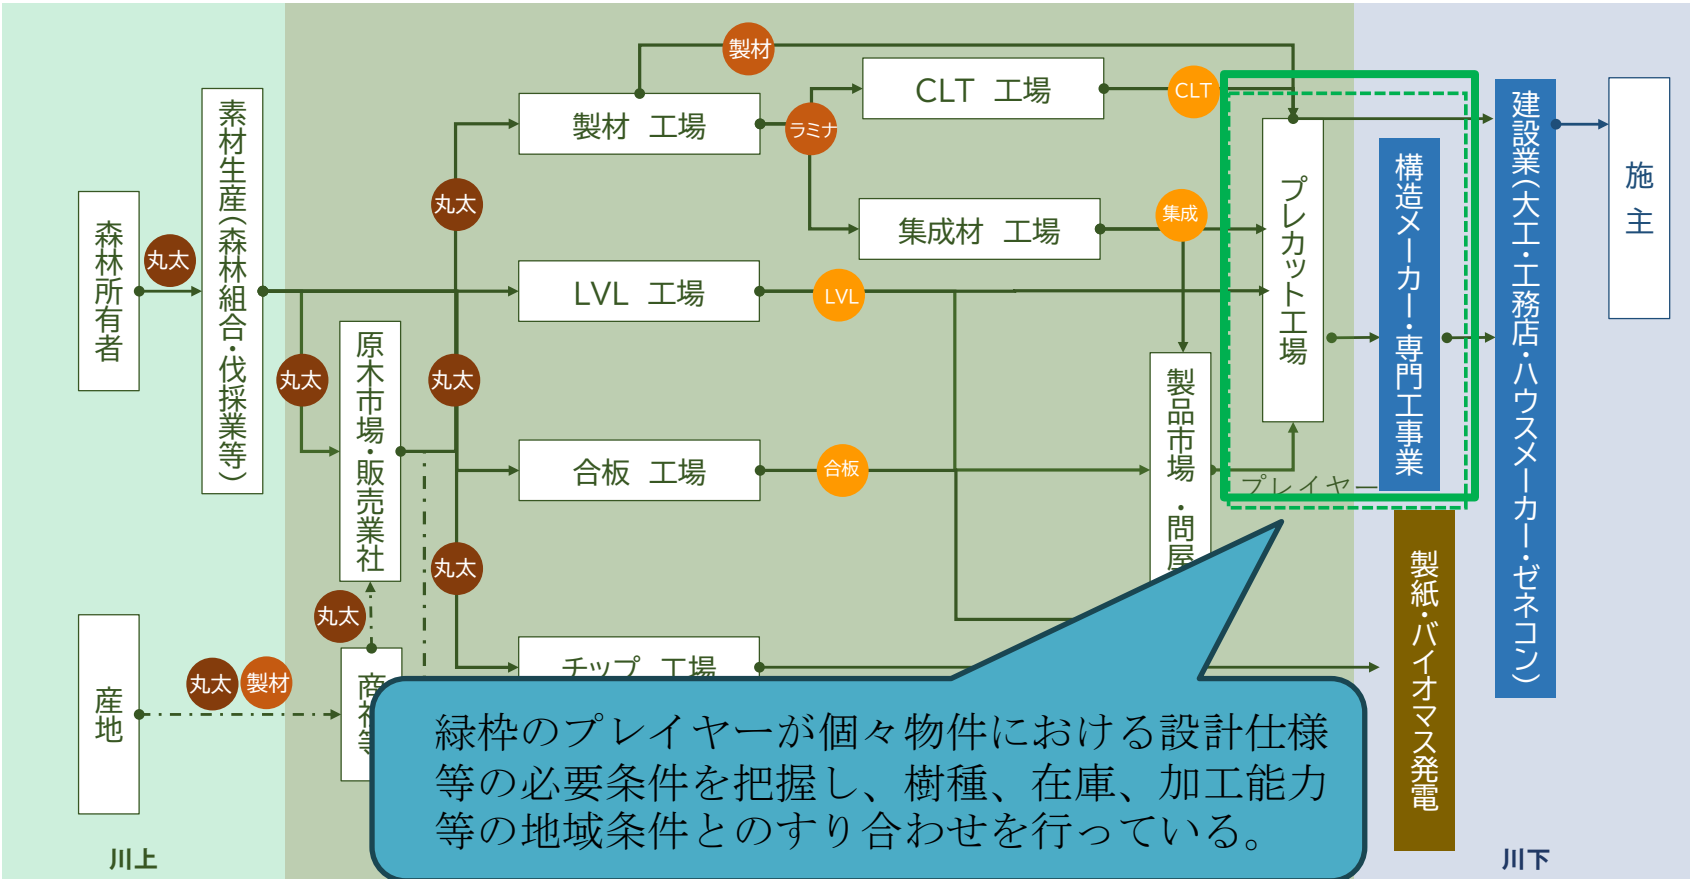 製材
CLT 工場
CLT
製材 工場
ラミナ
素材生産(森林組合・伐採業等)
丸太
集成材 工場
集成
プレカット工場
構造メーカー・専門工事業
建設業(大工・工務店・ハウスメーカー・ゼネコン)
施主
森林所有者
丸太
LVL 工場
LVL
丸太
原木市場・販売業社
丸太
製品市場・問屋
合板 工場
合板
プレイヤー
丸太
丸太
チップ 工場
製紙・バイオマス発電
産地
丸太
製材
商社等
緑枠のプレイヤーが個々物件における設計仕様
等の必要条件を把握し、樹種、在庫、加工能力
等の地域条件とのすり合わせを行っている。
川上
川下